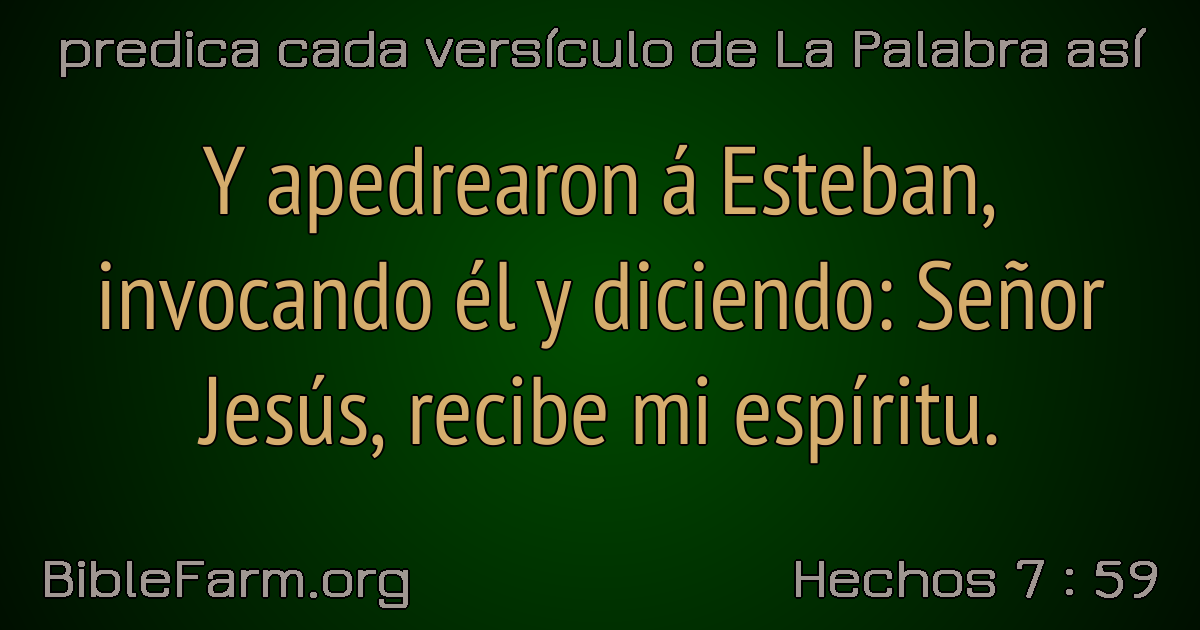 predica cada versículo de La Palabra así
Y apedrearon á Esteban,
invocando él y diciendo: Señor
Jesús, recibe mi espíritu.
BibleFarm.org
Hechos 7 : 59